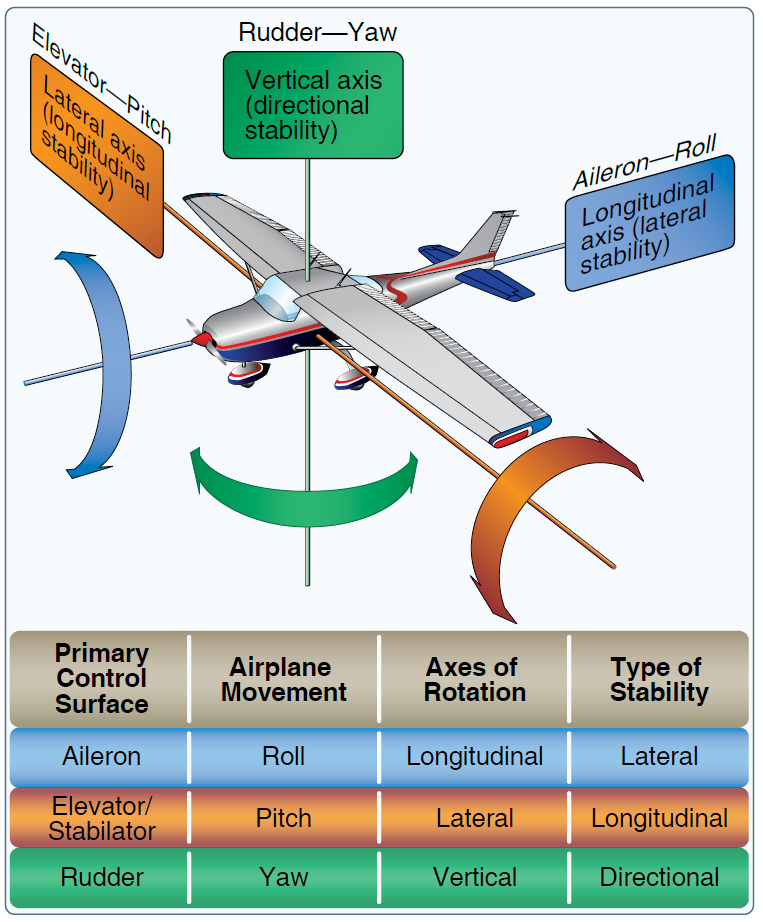 Rudder—Yaw
Vertical axis
(directional
stability)
Elevator—Pitch
Lateral axis
(longitudinal
stability)
Aileron—Roll
Longitudinal
axis (lateral
stability)
Primary
Control
Surface
Airplane
Movement
Axes of
Rotation
Type of
Stability
Aileron
Roll
Longitudinal
Lateral
Elevator/
Stabilator
Pitch
Lateral
Longitudinal
Rudder
Yaw
Vertical
Directional